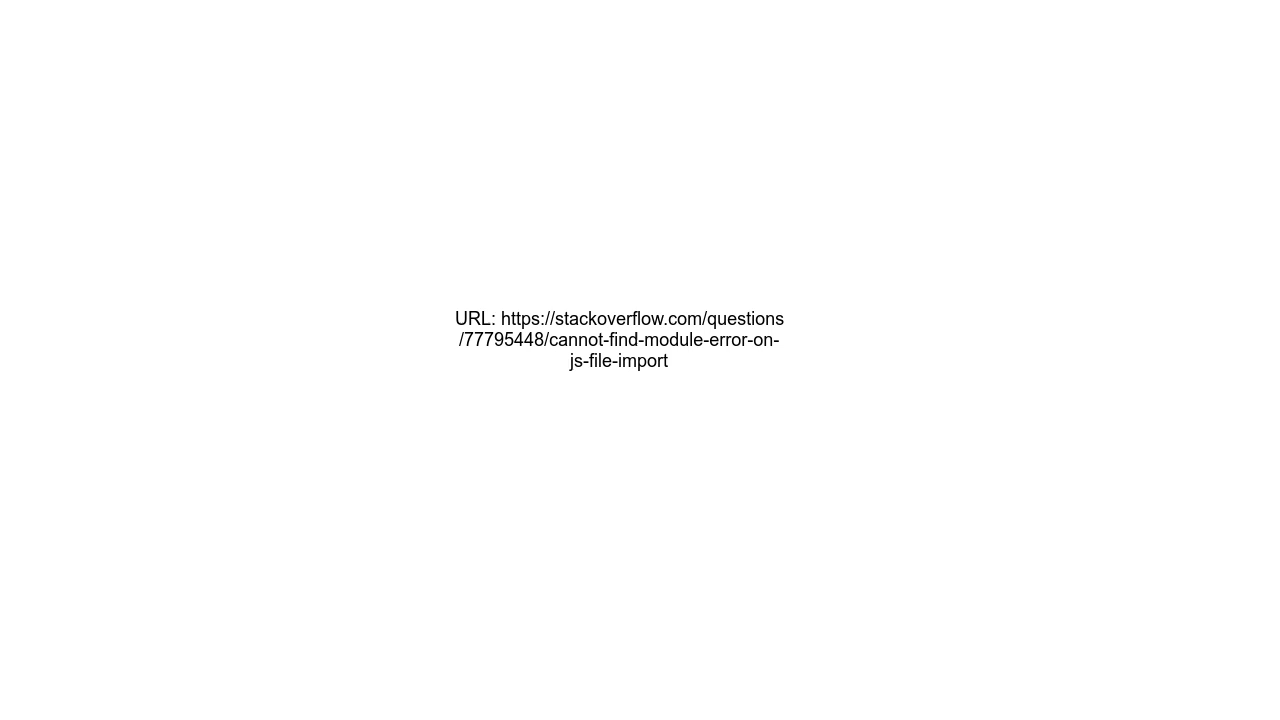 URL: https://stackoverflow.com/questions
/77795448/cannot-find-module-error-on-
js-file-import